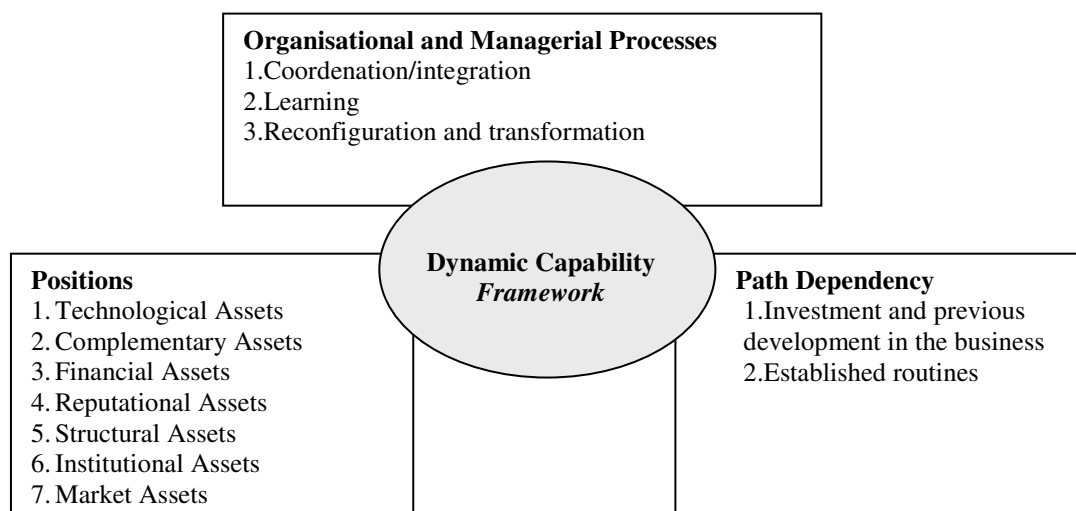 Organisational and Managerial Processes
1.Coordenation/integration
2.Learning
3.Reconfiguration and transformation
Dynamic Capability
Framework
Positions
1. Technological Assets
2. Complementary Assets
3. Financial Assets
4. Reputational Assets
5. Structural Assets
6. Institutional Assets
7. Market Assets
Path Dependency
1.Investment and previous
development in the business
2.Established routines